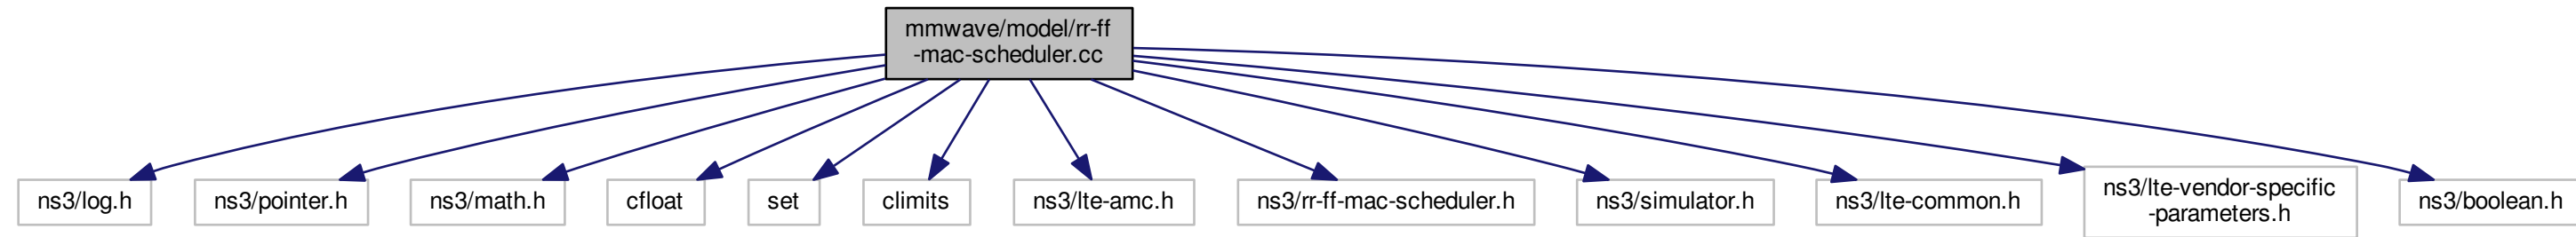 mmwave/model/rr-ff
-mac-scheduler.cc
ns3/log.h
ns3/pointer.h
ns3/math.h
cfloat
set
climits
ns3/lte-amc.h
ns3/rr-ff-mac-scheduler.h
ns3/simulator.h
ns3/lte-common.h
ns3/lte-vendor-specific
-parameters.h
ns3/boolean.h